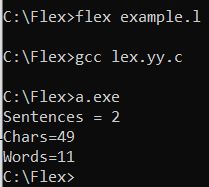 C:\Flex>flex example.l
C:\Flex>gcc lex.yy.c
C:\Flex>a.exe
Sentences = 2
Chars=49
Words=11
C:\Flex>